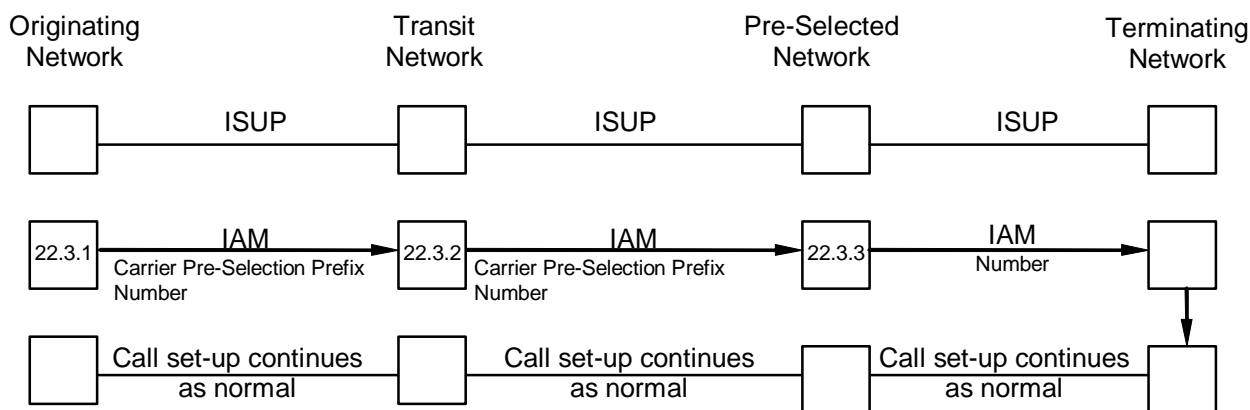 Originating
Network
Transit
Network
Pre-Selected
Network
Terminating
Network
ISUP
ISUP
ISUP
22.3.1
IAM
Carrier Pre-Selection Prefix
Number
22.3.2
IAM
Carrier Pre-Selection Prefix
Number
22.3.3
IAM
Number
Call set-up continues
as normal
Call set-up continues
as normal
Call set-up continues
as normal